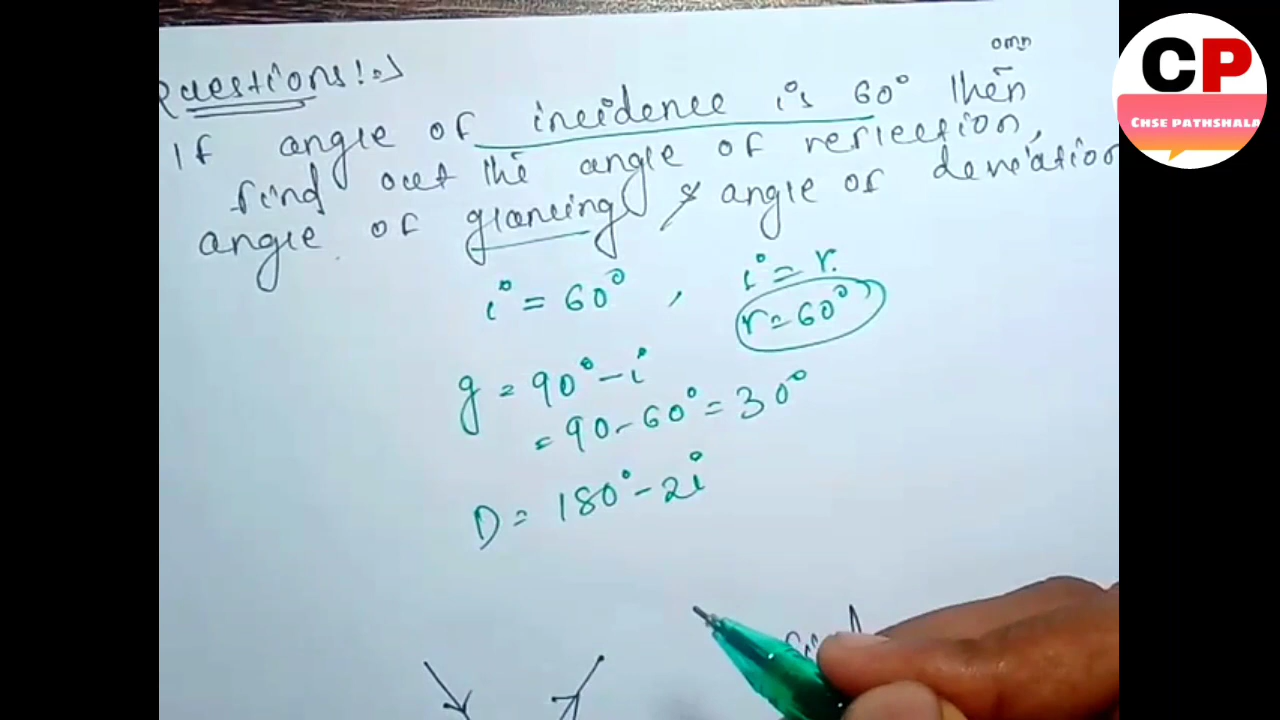 Questions:-
If angle of incidence is 60° then
find out the angle of reflection,
angle of glancing & angle of deviation
i = 60° , i = r
r = 60°
g = 90° - i
= 90 - 60° = 30°
D = 180° - 2i
CP
CHSE PATHSHALA